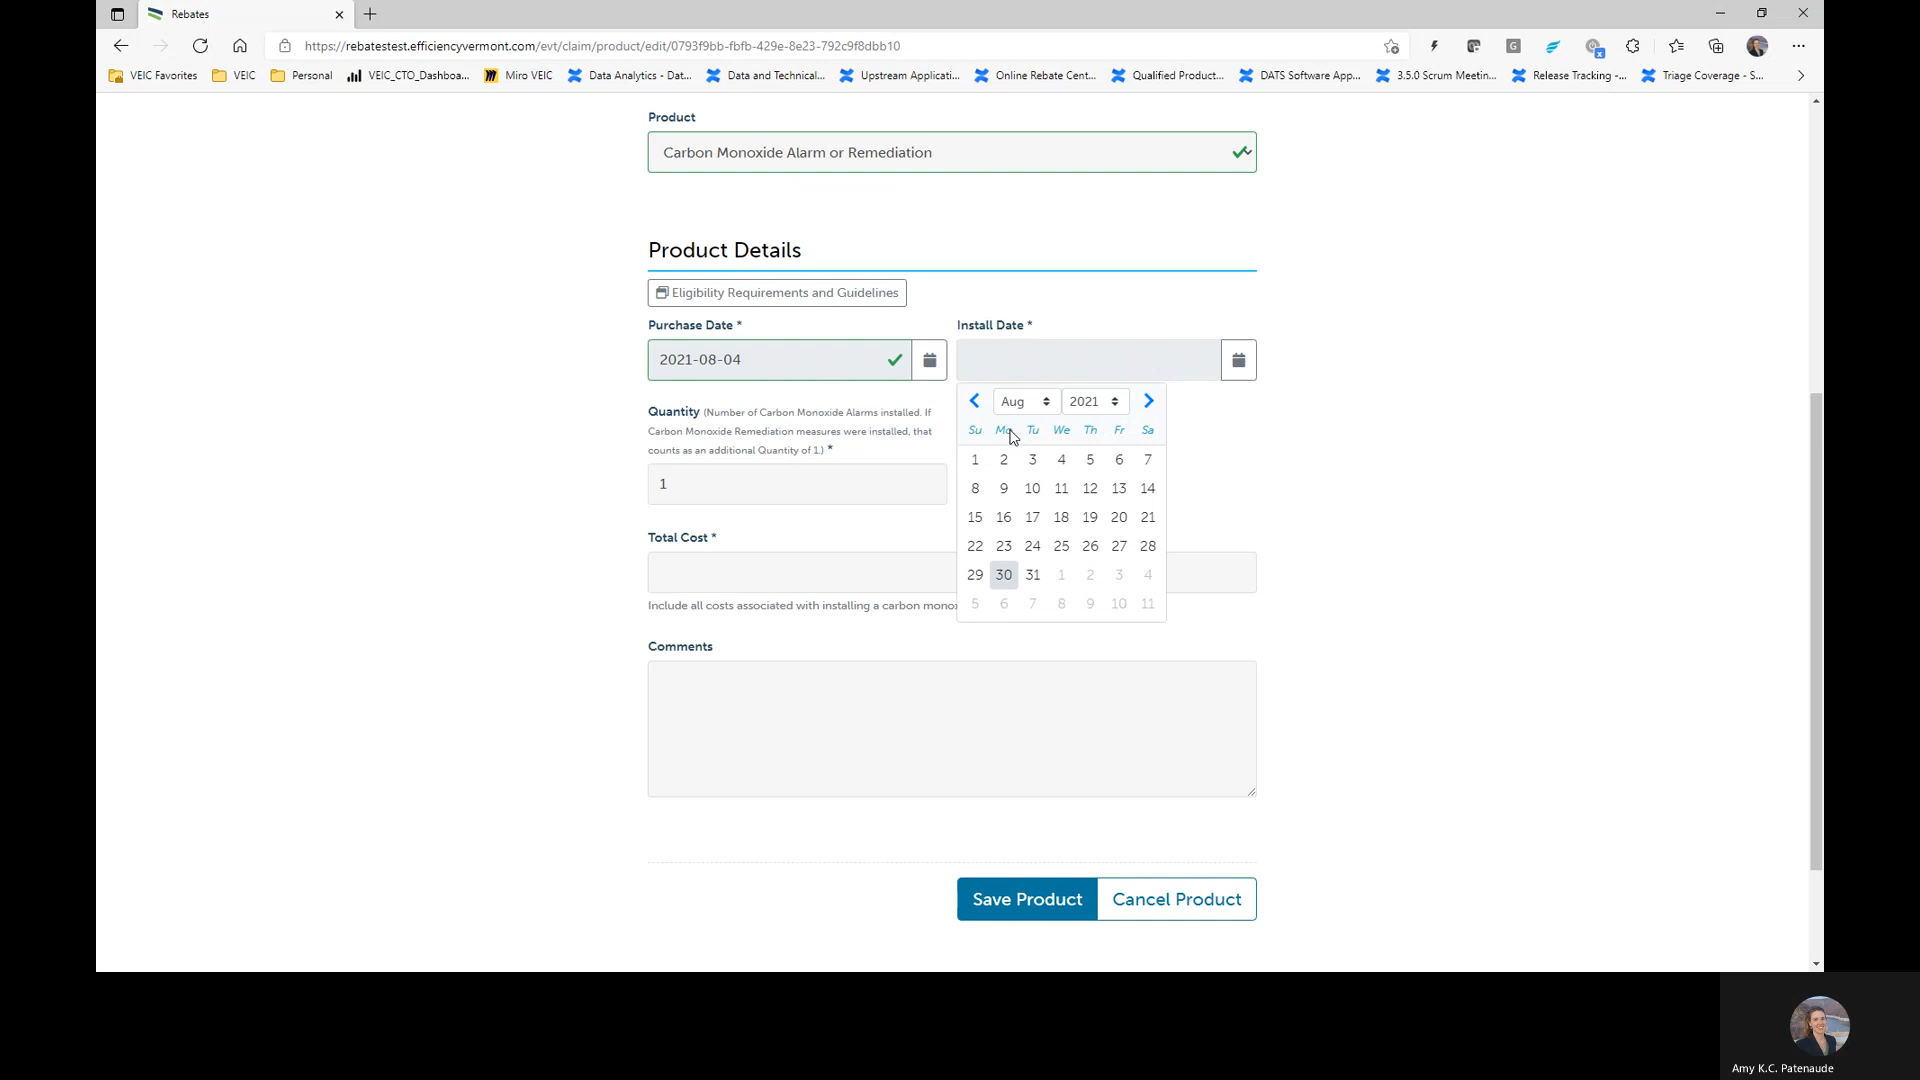 Rebates
https://rebatestest.efficiencyvermont.com/evt/claim/product/edit/0793f9bb-fbfb-429e-8e23-792c9f8dbb10
VEIC Favorites VEIC Personal VEIC_CTO_Dashboa... Miro VEIC Data Analytics - Dat... Data and Technical... Upstream Applicati... Online Rebate Cent... Qualified Product... DATS Software App... 3.5.0 Scrum Meetin... Release Tracking -... Triage Coverage - S...
Product
Carbon Monoxide Alarm or Remediation
Product Details
Eligibility Requirements and Guidelines
Purchase Date * Install Date *
2021-08-04
Aug 2021
Su Mo Tu We Th Fr Sa
1 2 3 4 5 6 7
8 9 10 11 12 13 14
15 16 17 18 19 20 21
22 23 24 25 26 27 28
29 30 31 1 2 3 4
5 6 7 8 9 10 11
Quantity (Number of Carbon Monoxide Alarms installed. If
Carbon Monoxide Remediation measures were installed, that
counts as an additional Quantity of 1.) *
1
Total Cost *
Include all costs associated with installing a carbon monox
Comments
Save Product Cancel Product
Amy K.C. Patenaude